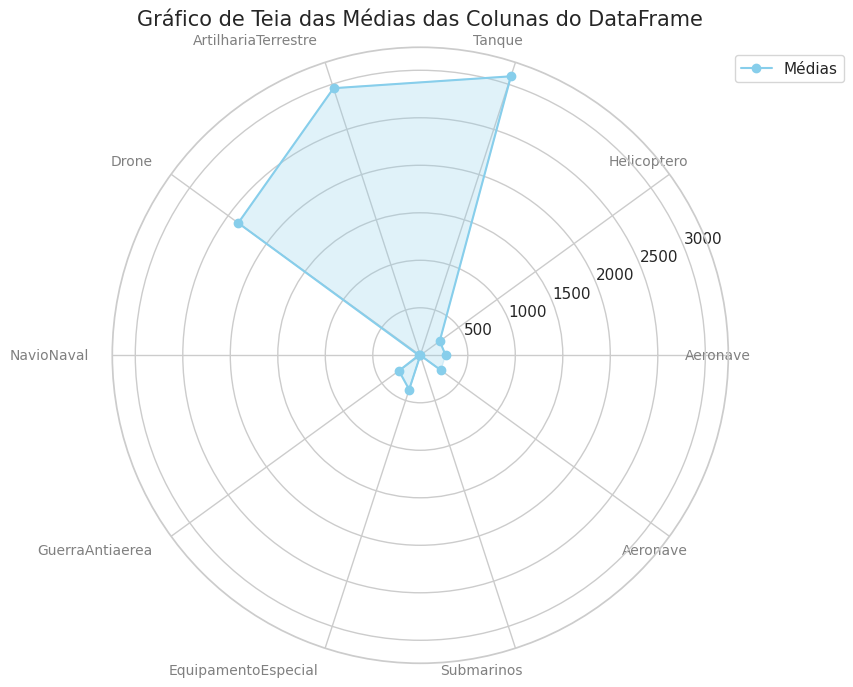 Gráfico de Teia das Médias das Colunas do DataFrame
ArtilhariaTerrestre
Tanque
Médias
Drone
Helicoptero
3000
2500
2000
1500
1000
500
NavioNaval
Aeronave
GuerraAntiaerea
Aeronave
EquipamentoEspecial
Submarinos